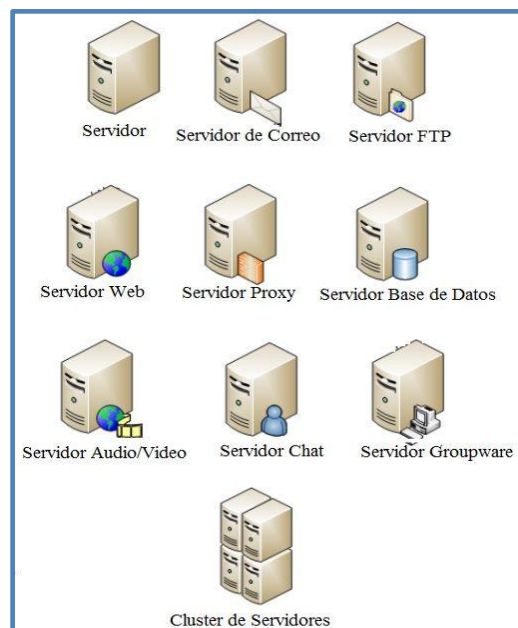 Servidor
Servidor de Correo
Servidor FTP
Servidor Web
Servidor Proxy
Servidor Base de Datos
Servidor Audio/Video
Servidor Chat
Servidor Groupware
Cluster de Servidores